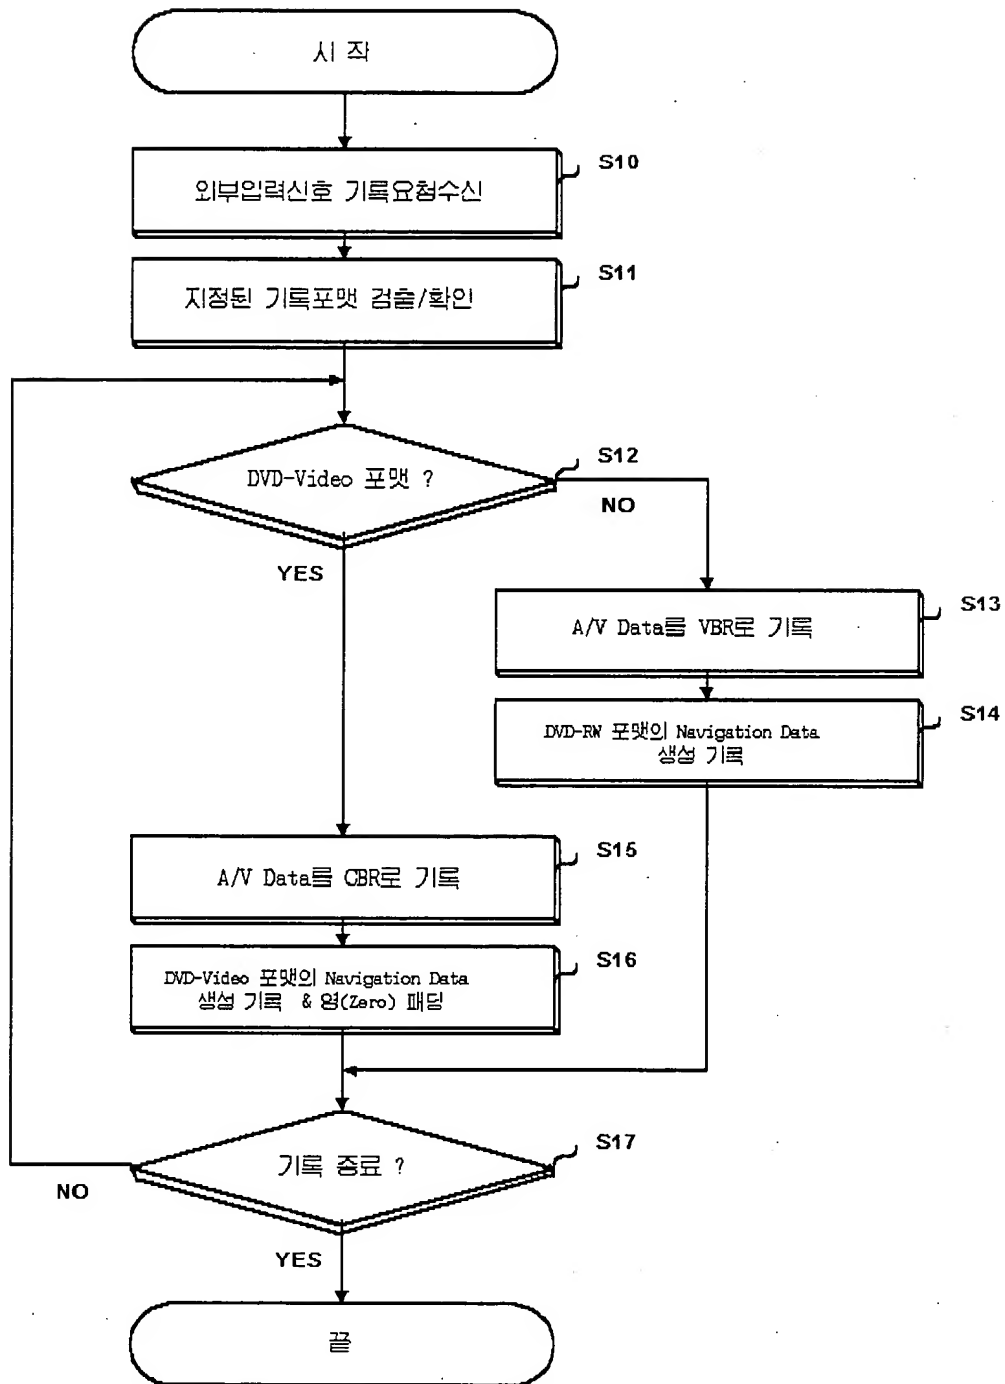 시 작
S10
외부입력신호 기록요청수신
S11
지정된 기록포맷 검출/확인
S12
DVD-Video 포맷 ?
NO
YES
S13
A/V Data를 VBR로 기록
S14
DVD-RW 포맷의 Navigation Data
생성 기록
S15
A/V Data를 CBR로 기록
S16
DVD-Video 포맷의 Navigation Data
생성 기록 & 영(Zero) 패딩
S17
기록 종료 ?
NO
YES
끝